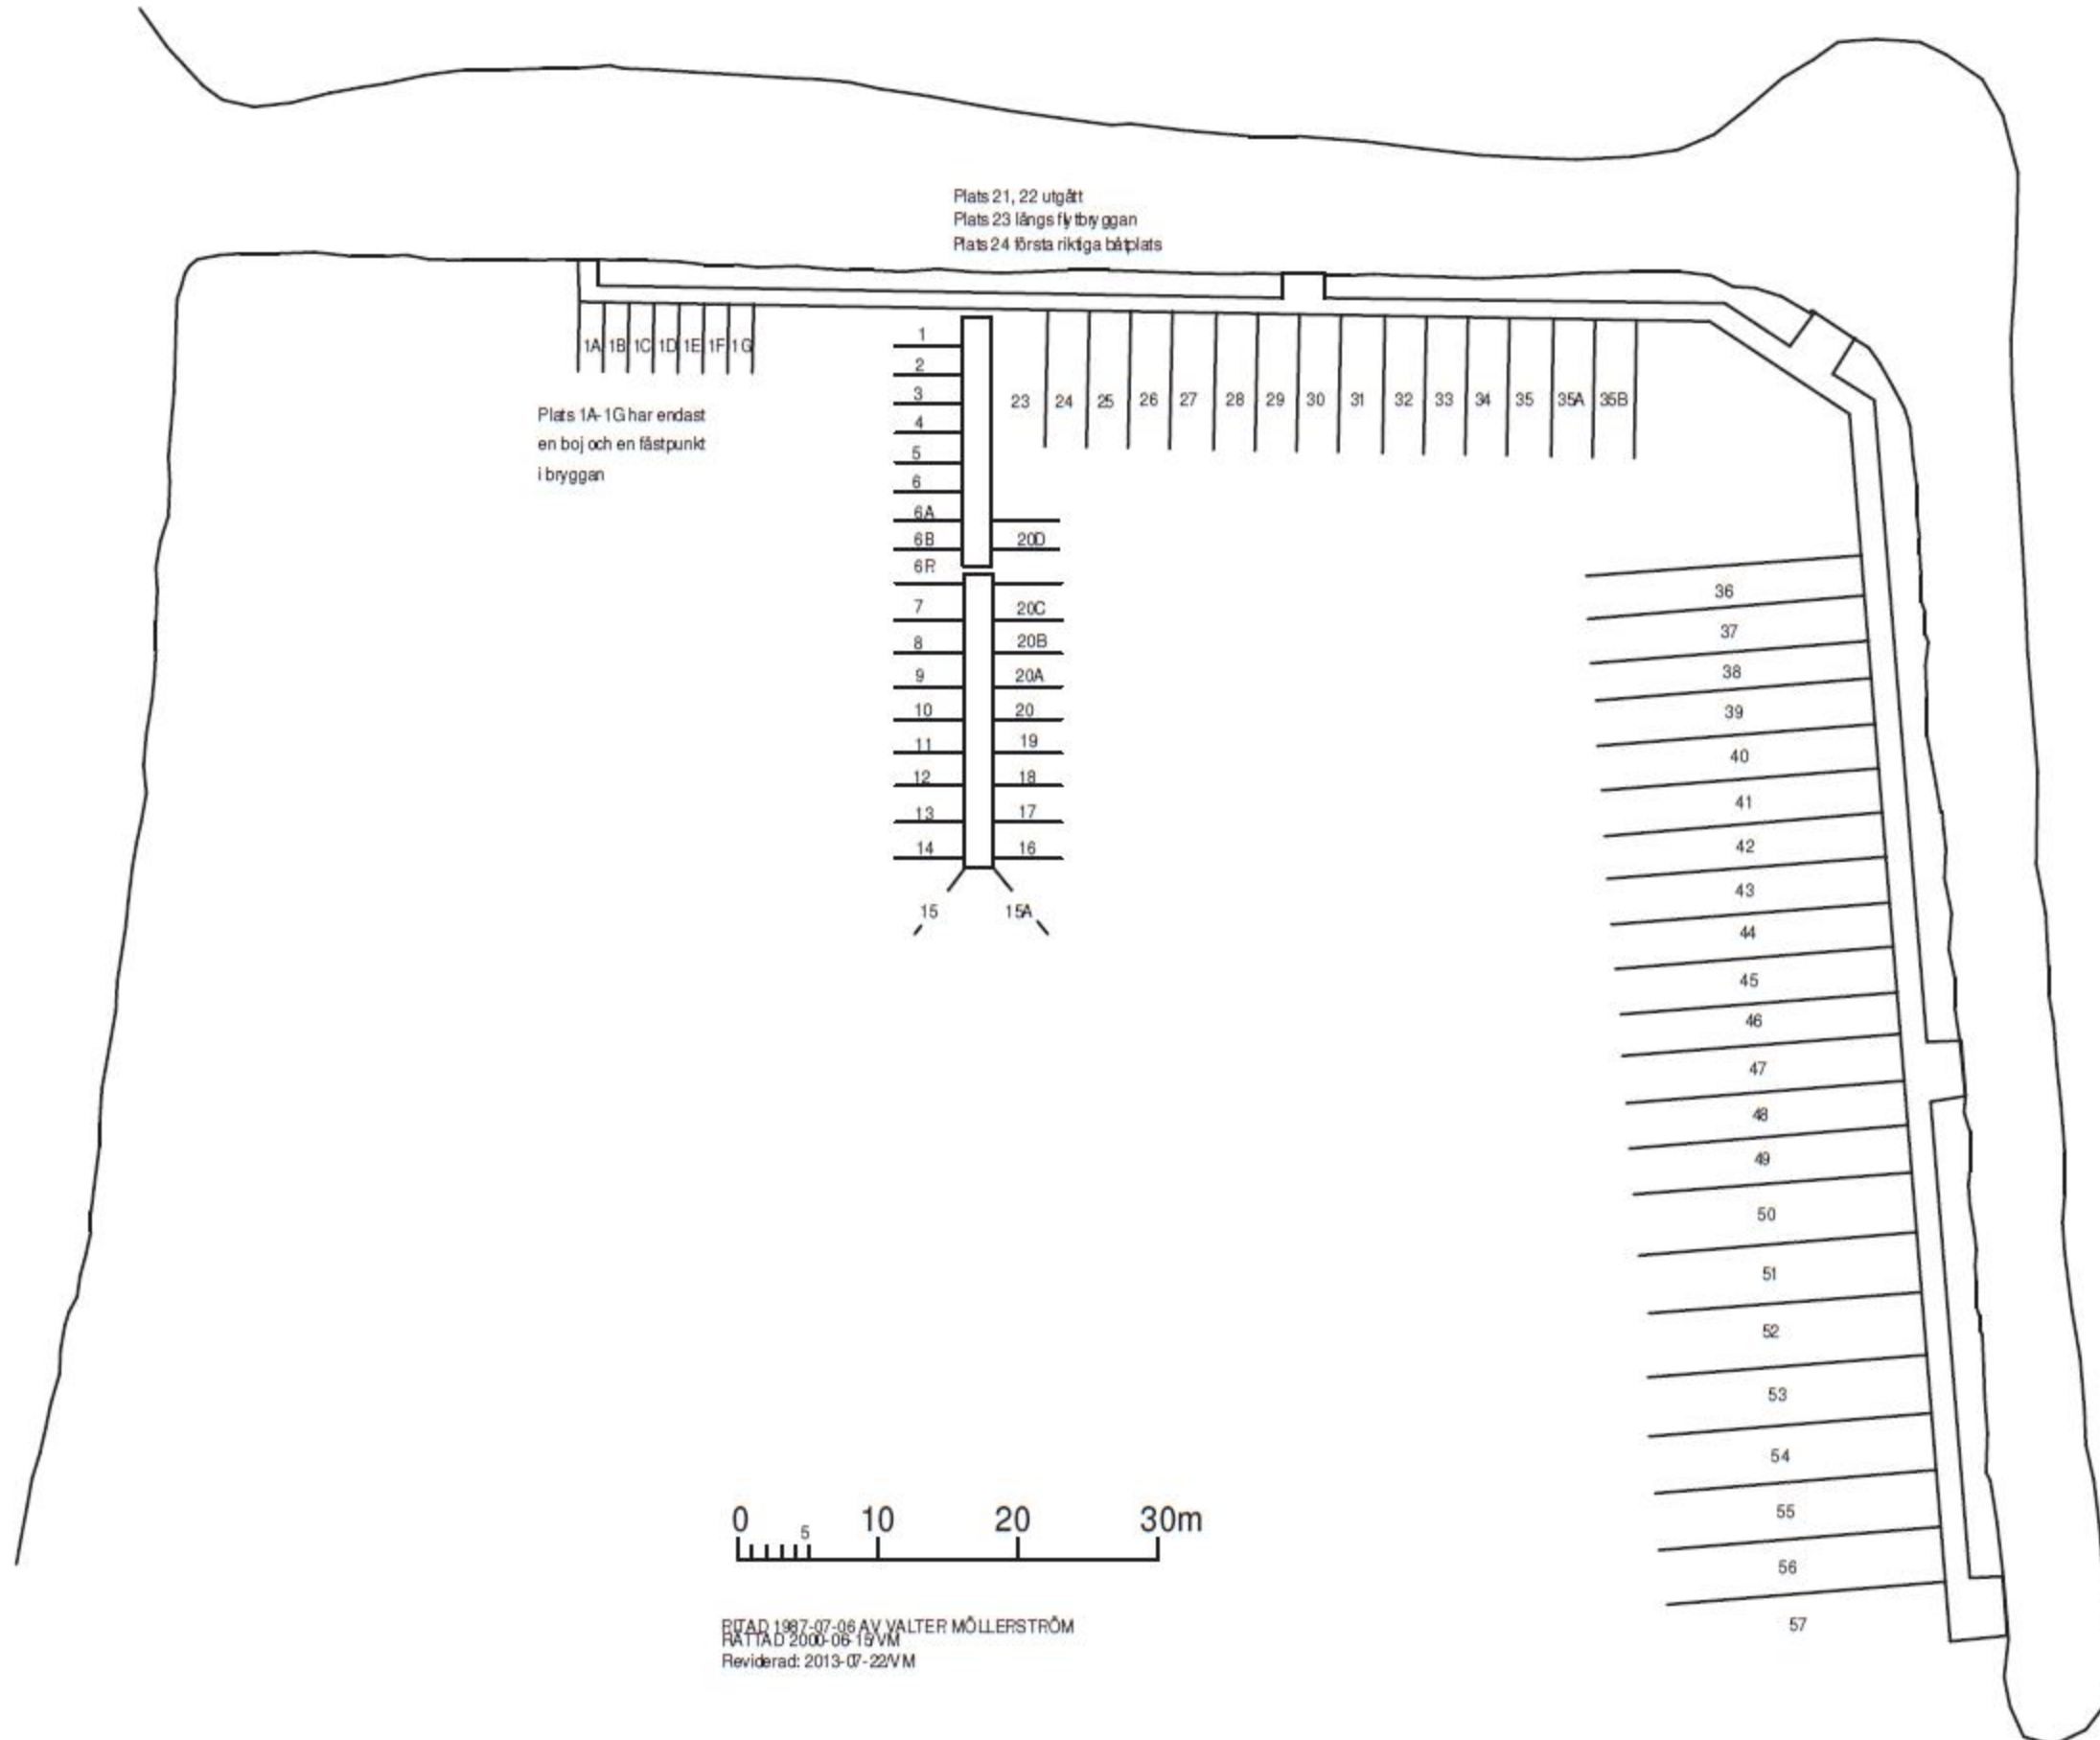 Plats 21, 22 utgått
Plats 23 långs flytbryggan
Plats 24 första riktiga båtplats
1A 1B 1C 1D 1E 1F 1G
Plats 1A-1G har endast
en boj och en fästpunkt
i bryggan
1
2
3
4
5
6
6A
6B
6R
7
8
9
10
11
12
13
14
15
15A
20D
20C
20B
20A
20
19
18
17
16
23 24 25 26 27 28 29 30 31 32 33 34 35 35A 35B
36
37
38
39
40
41
42
43
44
45
46
47
48
49
50
51
52
53
54
55
56
57
0 5 10 20 30m
RITAD 1987-07-06 AV VALTER MÖLLERSTRÖM
RÄTTAD 2000-06-15/VM
Reviderad: 2013-07-22/VM